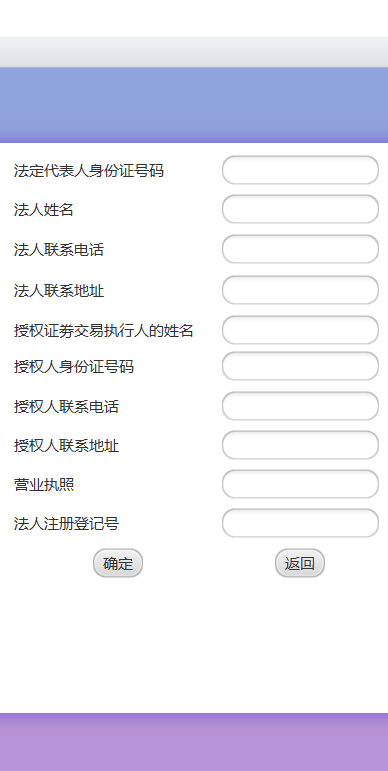 法定代表人身份证号码
法人姓名
法人联系电话
法人联系地址
授权证券交易执行人的姓名
授权人身份证号码
授权人联系电话
授权人联系地址
营业执照
法人注册登记号
确定 返回